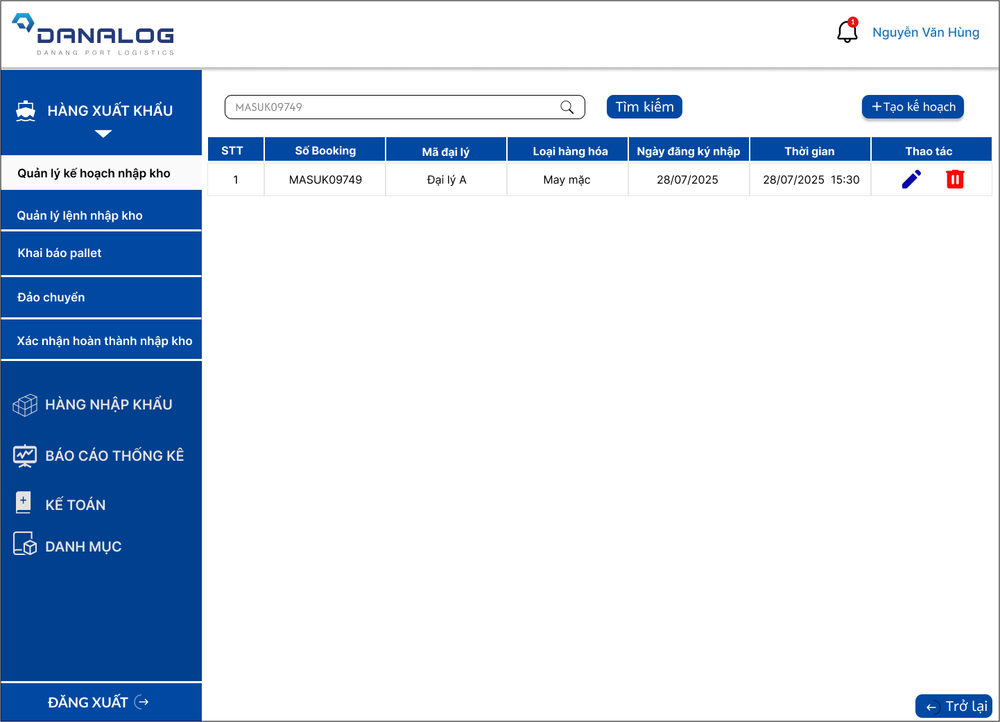 DANALOG
DANANG PORT LOGISTICS
1
Nguyễn Văn Hùng
HÀNG XUẤT KHẨU
Quản lý kế hoạch nhập kho
Quản lý lệnh nhập kho
Khai báo pallet
Đảo chuyển
Xác nhận hoàn thành nhập kho
HÀNG NHẬP KHẨU
BÁO CÁO THỐNG KÊ
KẾ TOÁN
DANH MỤC
ĐĂNG XUẤT
MASUK09749
Tìm kiếm
+Tạo kế hoạch
STT Số Booking Mã đại lý Loại hàng hóa Ngày đăng ký nhập Thời gian Thao tác
1 MASUK09749 Đại lý A May mặc 28/07/2025 28/07/2025 15:30
Trở lại